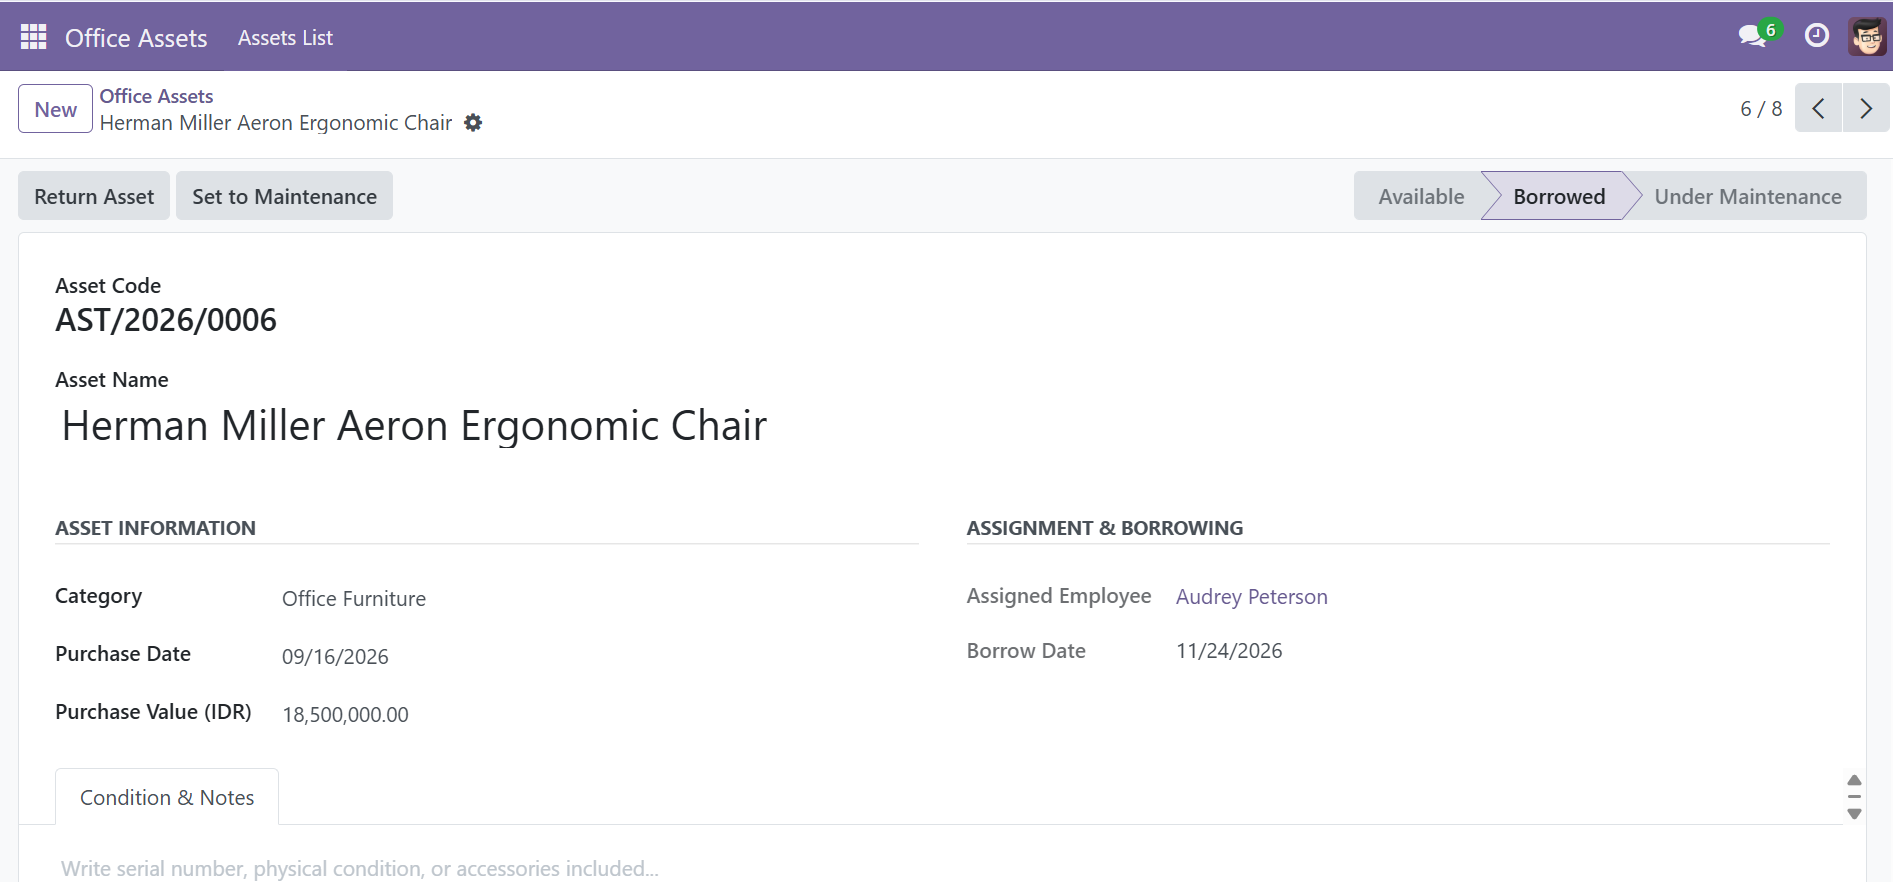 Office Assets Assets List 6
New Office Assets
Herman Miller Aeron Ergonomic Chair 6 / 8
Return Asset Set to Maintenance Available Borrowed Under Maintenance
Asset Code
AST/2026/0006
Asset Name
Herman Miller Aeron Ergonomic Chair
ASSET INFORMATION ASSIGNMENT & BORROWING
Category Office Furniture Assigned Employee Audrey Peterson
Purchase Date 09/16/2026 Borrow Date 11/24/2026
Purchase Value (IDR) 18,500,000.00
Condition & Notes
Write serial number, physical condition, or accessories included...